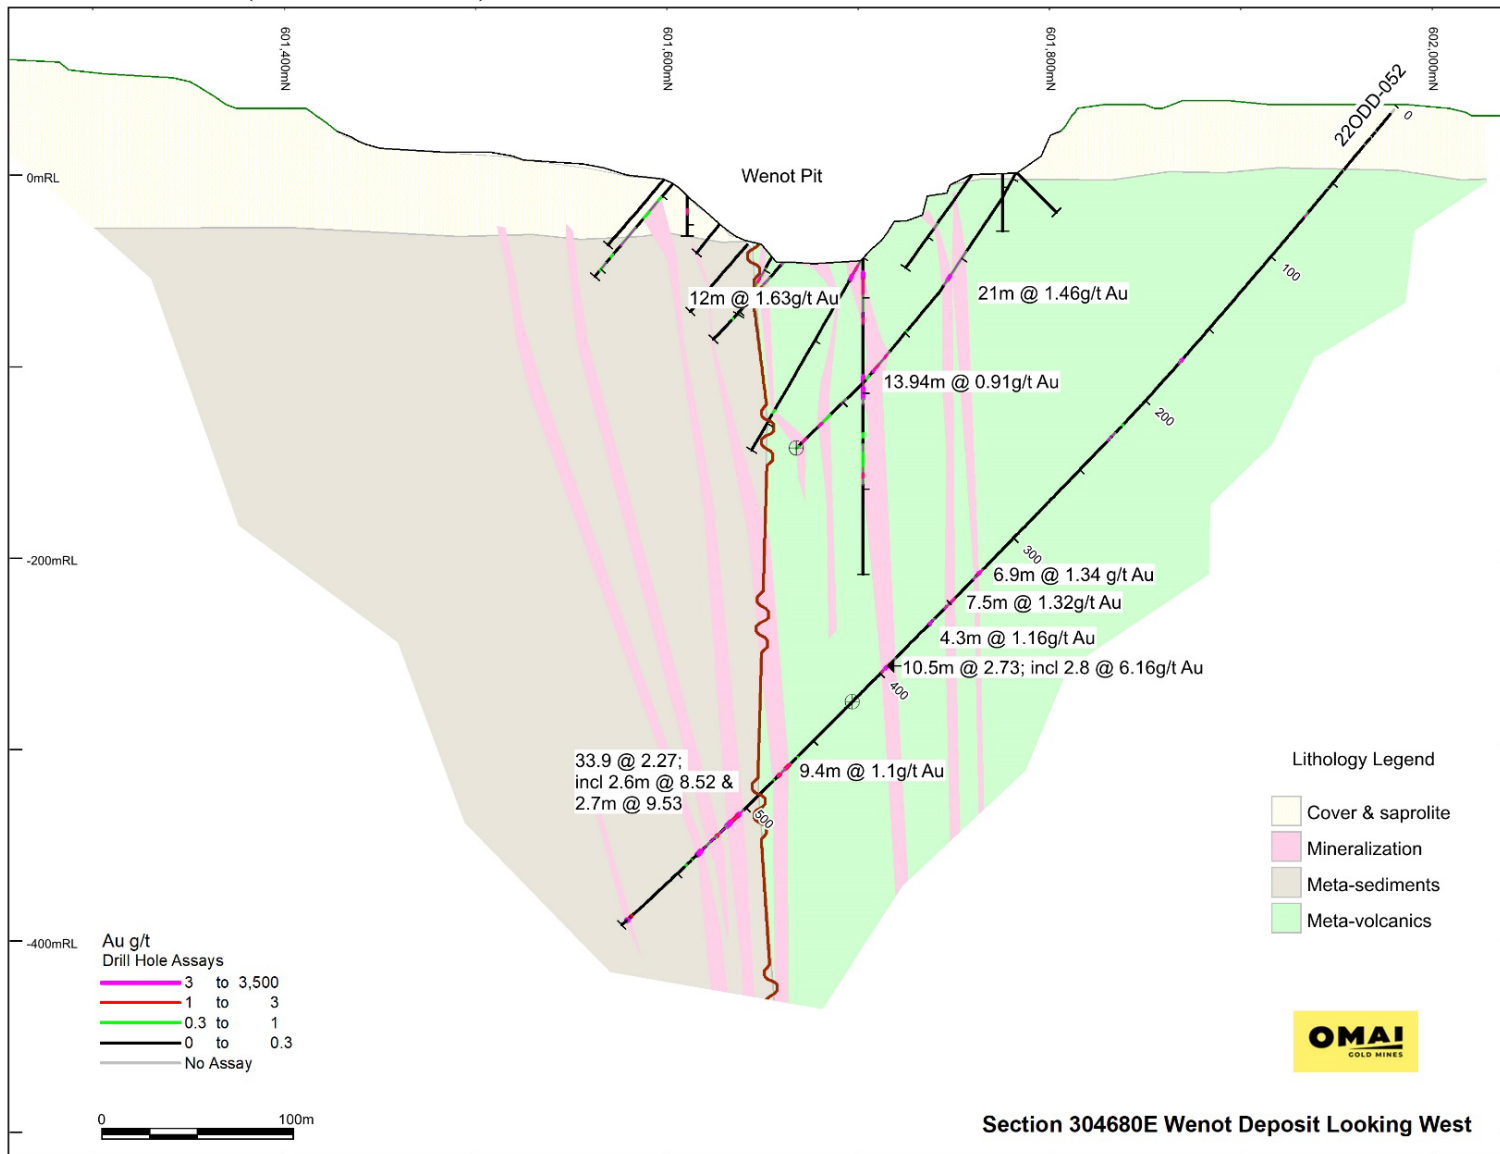 601,400mN
601,600mN
601,800mN
602,000mN
22ODD-052
0
Wenot Pit
0mRL
100
12m @ 1.63g/t Au
21m @ 1.46g/t Au
13.94m @ 0.91g/t Au
200
-200mRL
300
6.9m @ 1.34 g/t Au
7.5m @ 1.32g/t Au
4.3m @ 1.16g/t Au
10.5m @ 2.73; incl 2.8 @ 6.16g/t Au
400
33.9 @ 2.27;
incl 2.6m @ 8.52 &
2.7m @ 9.53
9.4m @ 1.1g/t Au
500
Lithology Legend
Cover & saprolite
Mineralization
Meta-sediments
Meta-volcanics
-400mRL
Au g/t
Drill Hole Assays
3 to 3,500
1 to 3
0.3 to 1
0 to 0.3
No Assay
OMAI
GOLD MINES
0 100m
Section 304680E Wenot Deposit Looking West